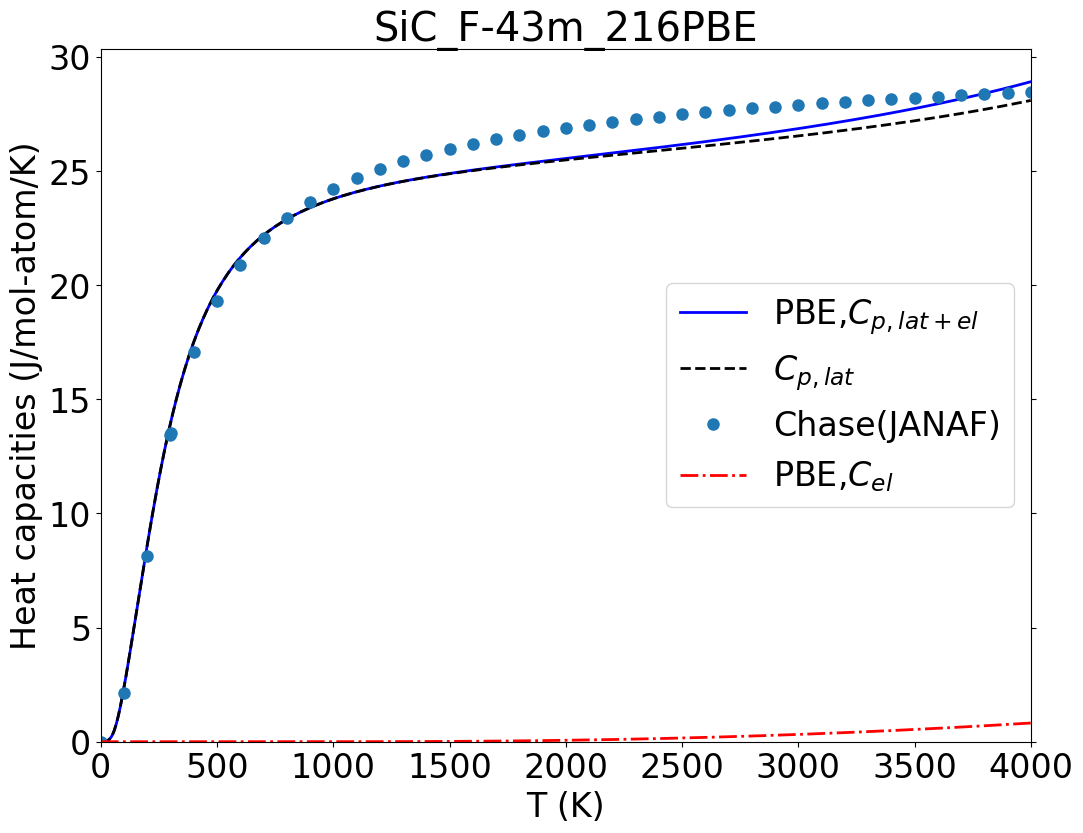 SiC_F-43m_216PBE
Heat capacities (J/mol-atom/K)
30
25
20
15
10
5
0
PBE,C_{p,lat+el}
C_{p,lat}
Chase(JANAF)
PBE,C_{el}
0 500 1000 1500 2000 2500 3000 3500 4000
T (K)